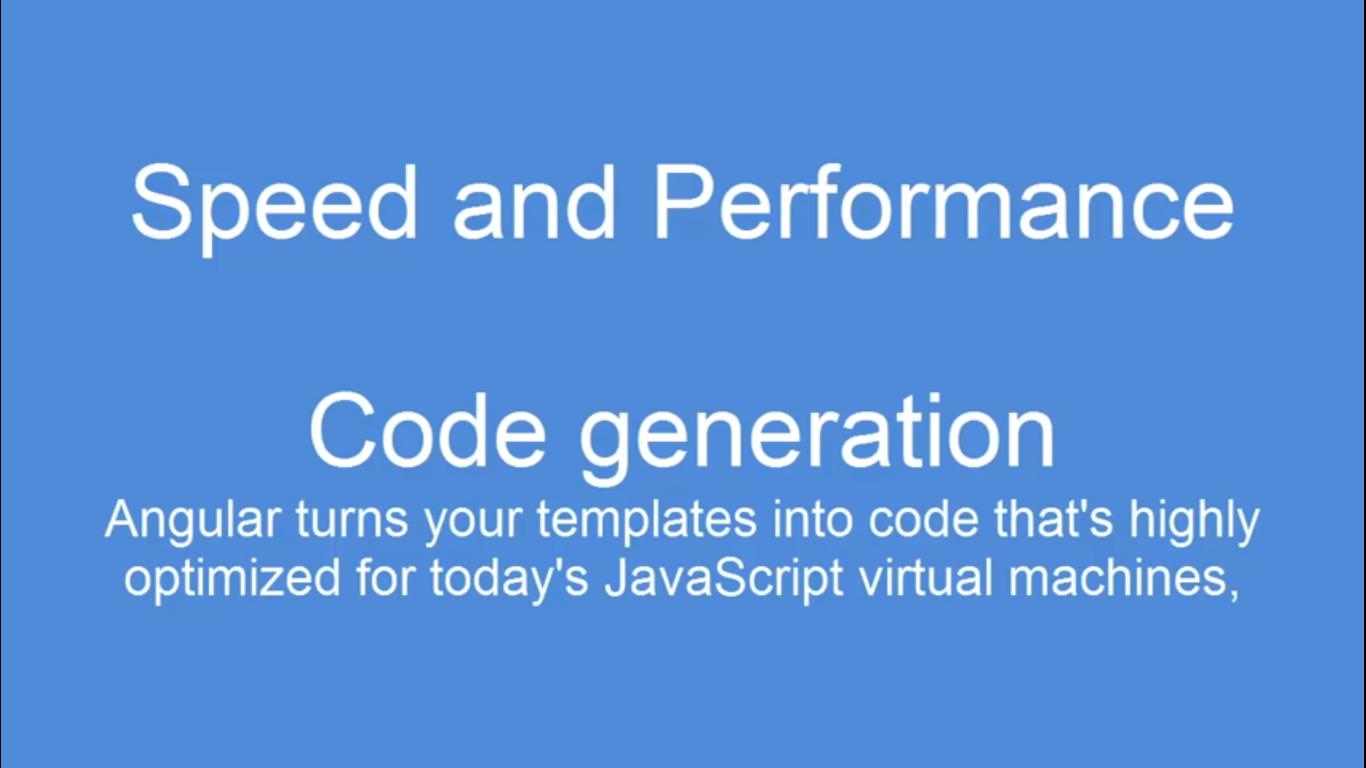 Speed and Performance
Code generation
Angular turns your templates into code that's highly
optimized for today's JavaScript virtual machines,